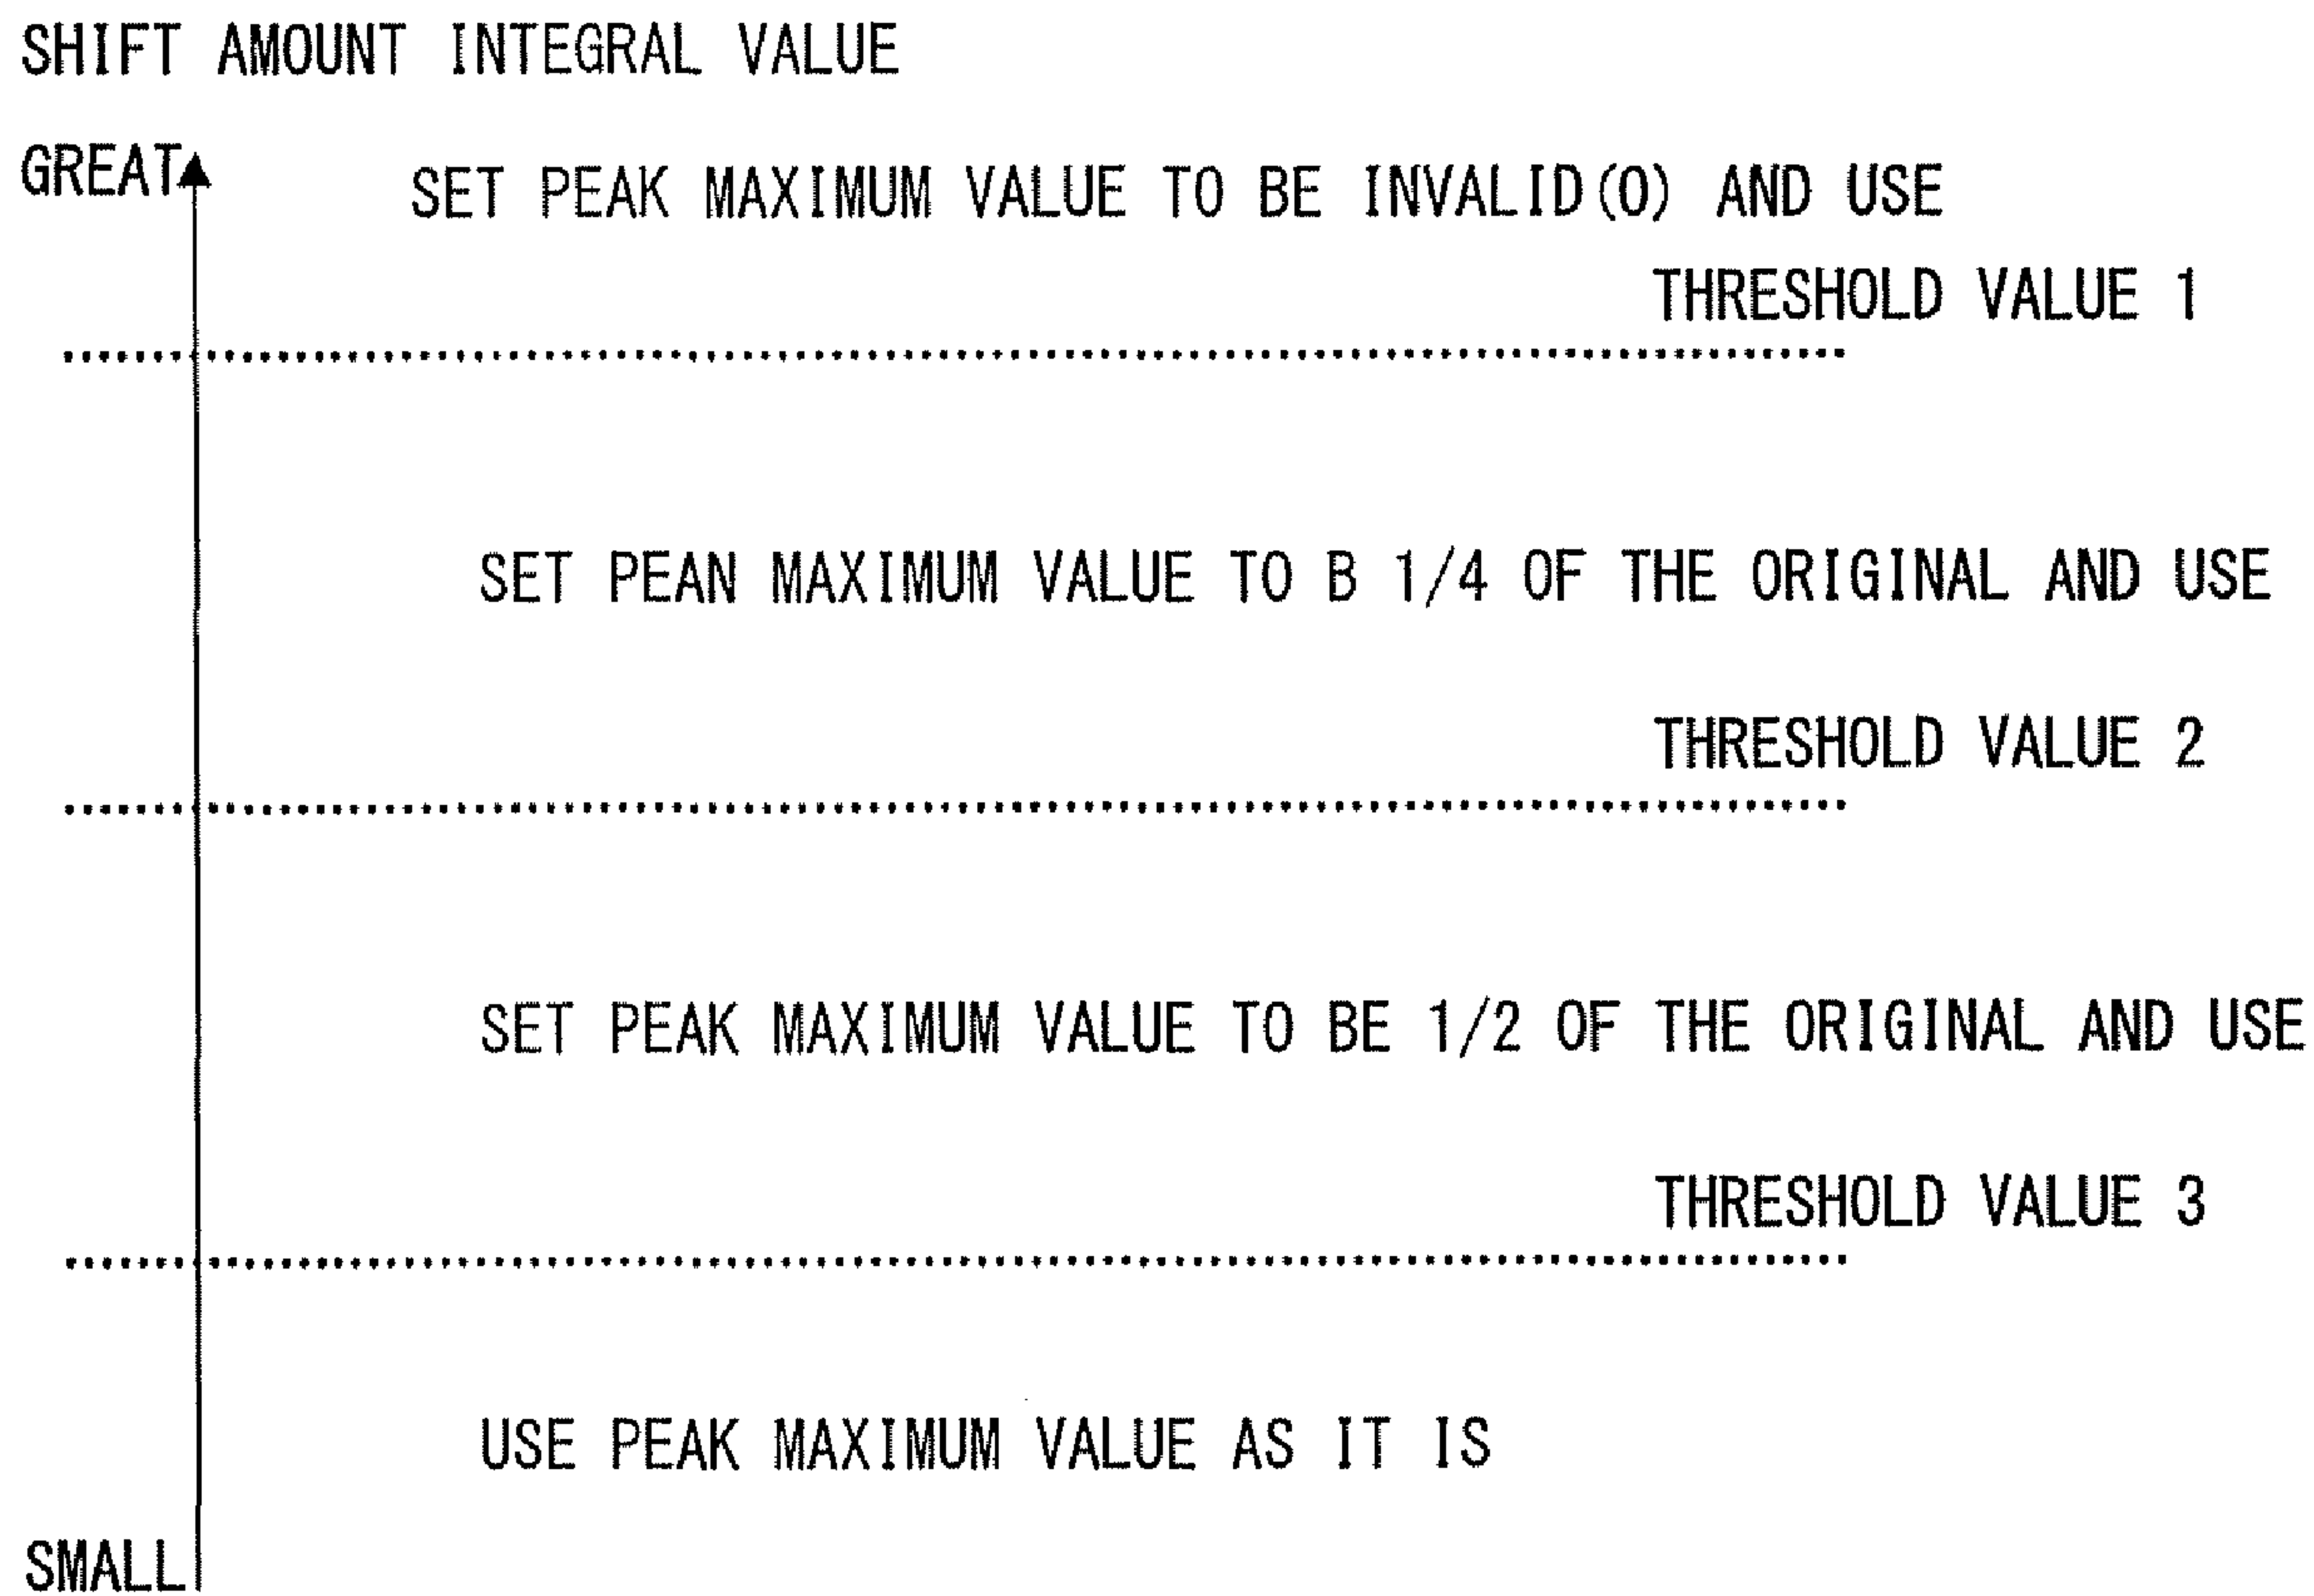 SHIFT AMOUNT INTEGRAL VALUE
GREAT
SET PEAK MAXIMUM VALUE TO BE INVALID(0) AND USE
THRESHOLD VALUE 1
SET PEAN MAXIMUM VALUE TO B 1/4 OF THE ORIGINAL AND USE
THRESHOLD VALUE 2
SET PEAK MAXIMUM VALUE TO BE 1/2 OF THE ORIGINAL AND USE
THRESHOLD VALUE 3
USE PEAK MAXIMUM VALUE AS IT IS
SMALL